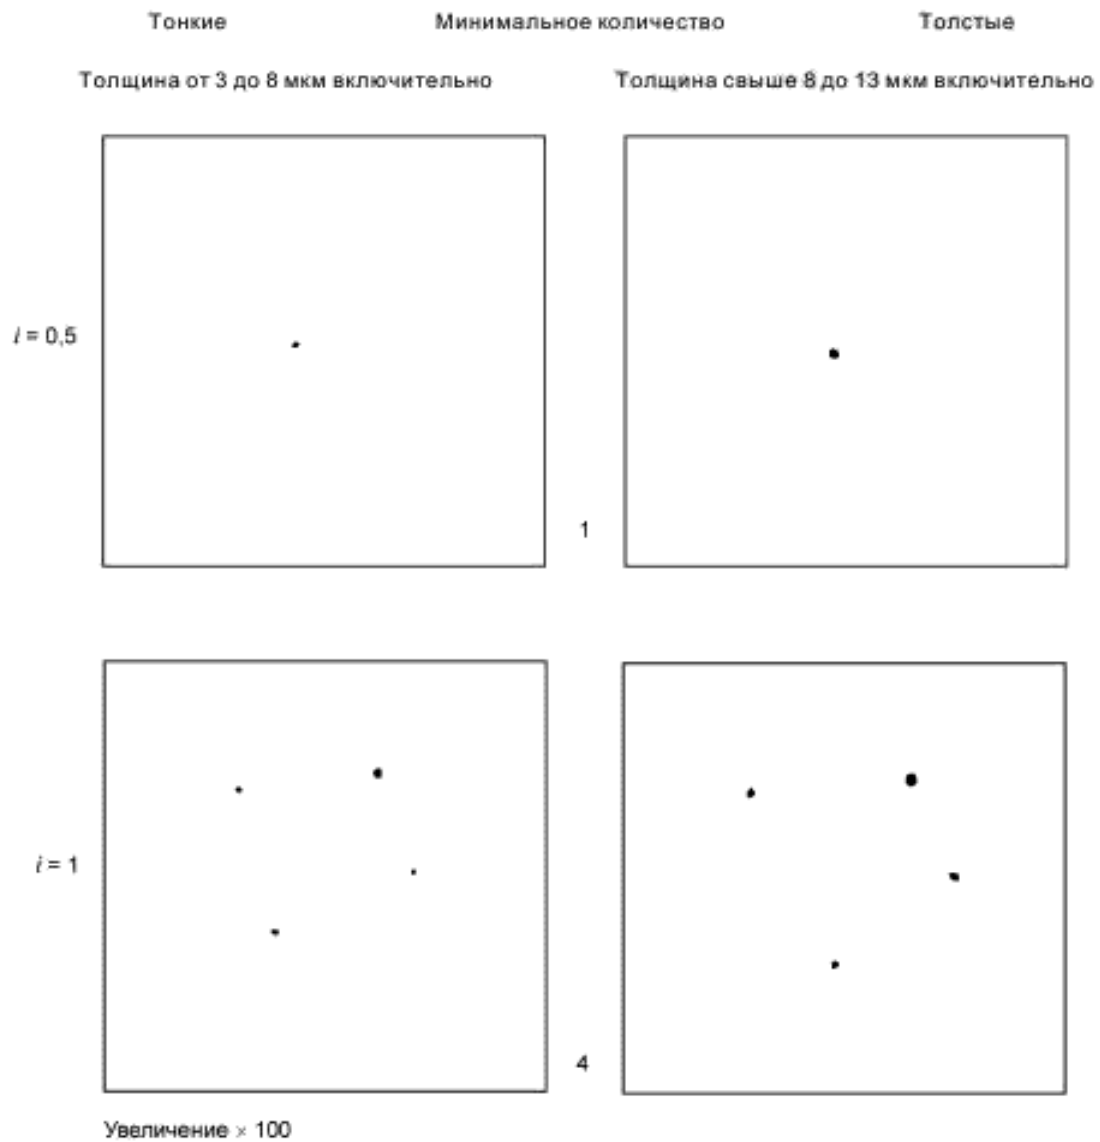 Тонкие Минимальное количество Толстые
Толщина от 3 до 8 мкм включительно Толщина свыше 8 до 13 мкм включительно
i = 0,5
1
i = 1
4
Увеличение × 100